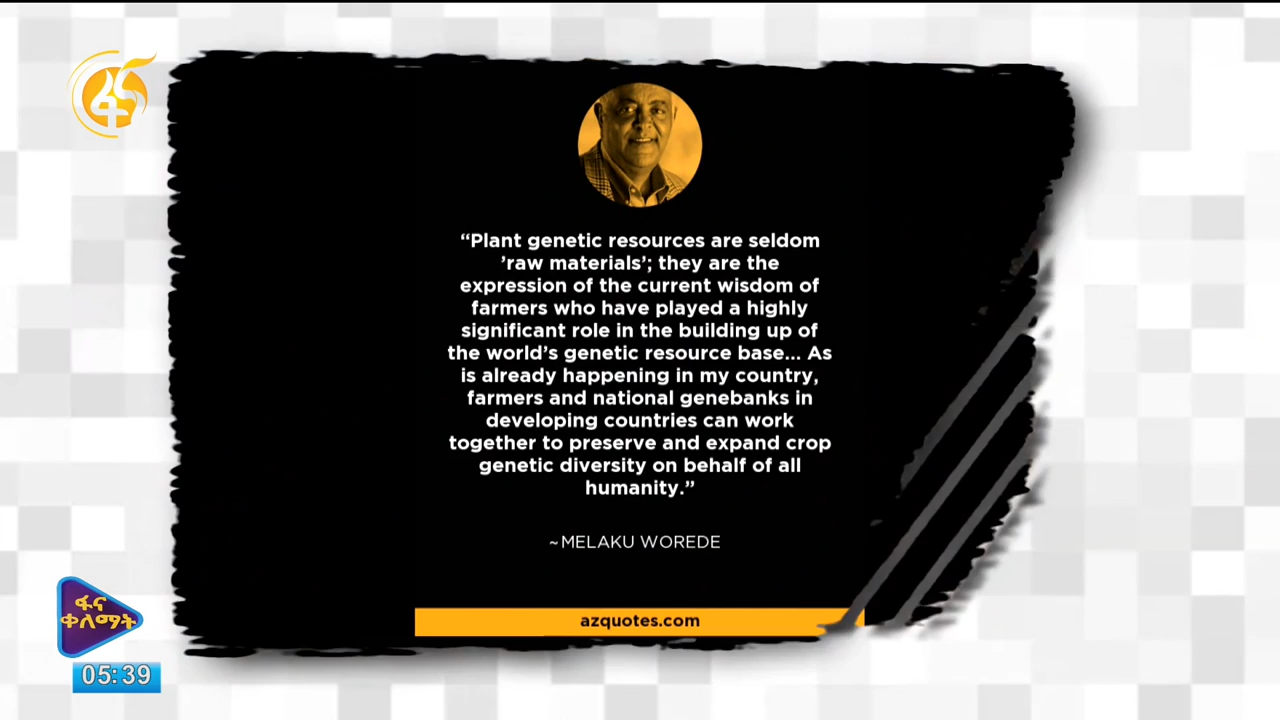 ፋና
“Plant genetic resources are seldom
’raw materials’; they are the
expression of the current wisdom of
farmers who have played a highly
significant role in the building up of
the world’s genetic resource base... As
is already happening in my country,
farmers and national genebanks in
developing countries can work
together to preserve and expand crop
genetic diversity on behalf of all
humanity.”
~MELAKU WOREDE
azquotes.com
ፋና
ቀለማት
05:39